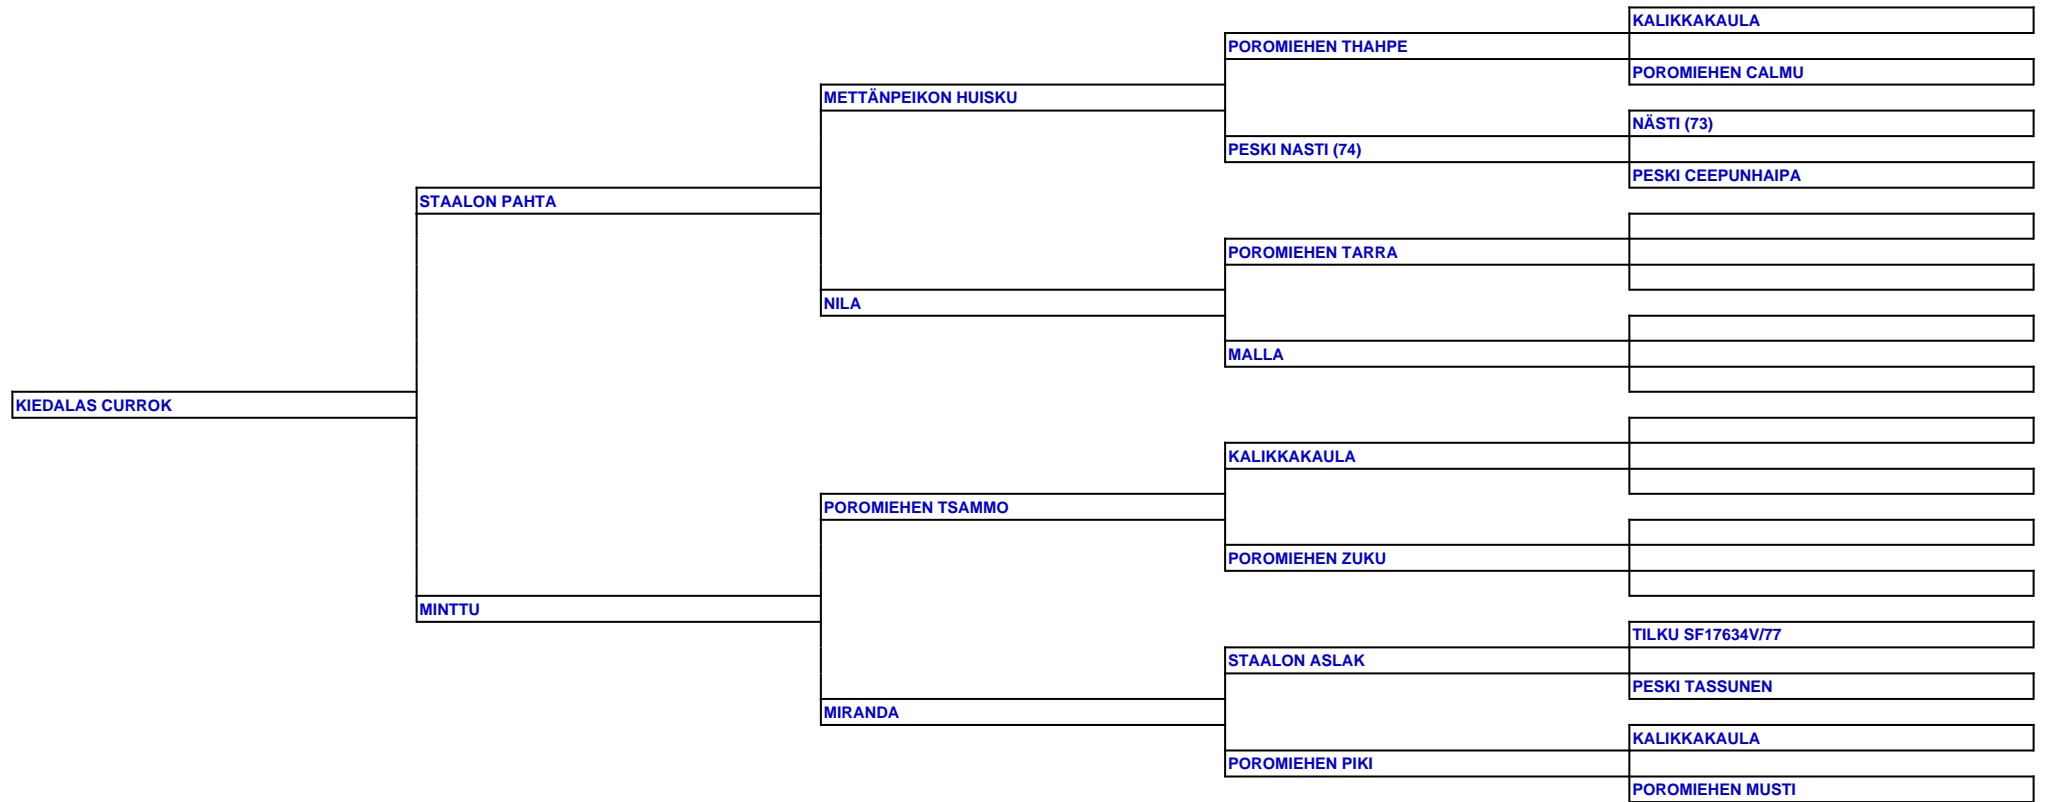 KALIKKAKAULA
POROMIEHEN THAHPE
POROMIEHEN CALMU
METTÄNPEIKON HUISKU
NÄSTI (73)
PESKI NASTI (74)
PESKI CEEPUNHAIPA
STAALON PAHTA
POROMIEHEN TARRA
NILA
MALLA
KIEDALAS CURROK
KALIKKAKAULA
POROMIEHEN TSAMMO
POROMIEHEN ZUKU
MINTTU
TILKU SF17634V/77
STAALON ASLAK
PESKI TASSUNEN
MIRANDA
KALIKKAKAULA
POROMIEHEN PIKI
POROMIEHEN MUSTI